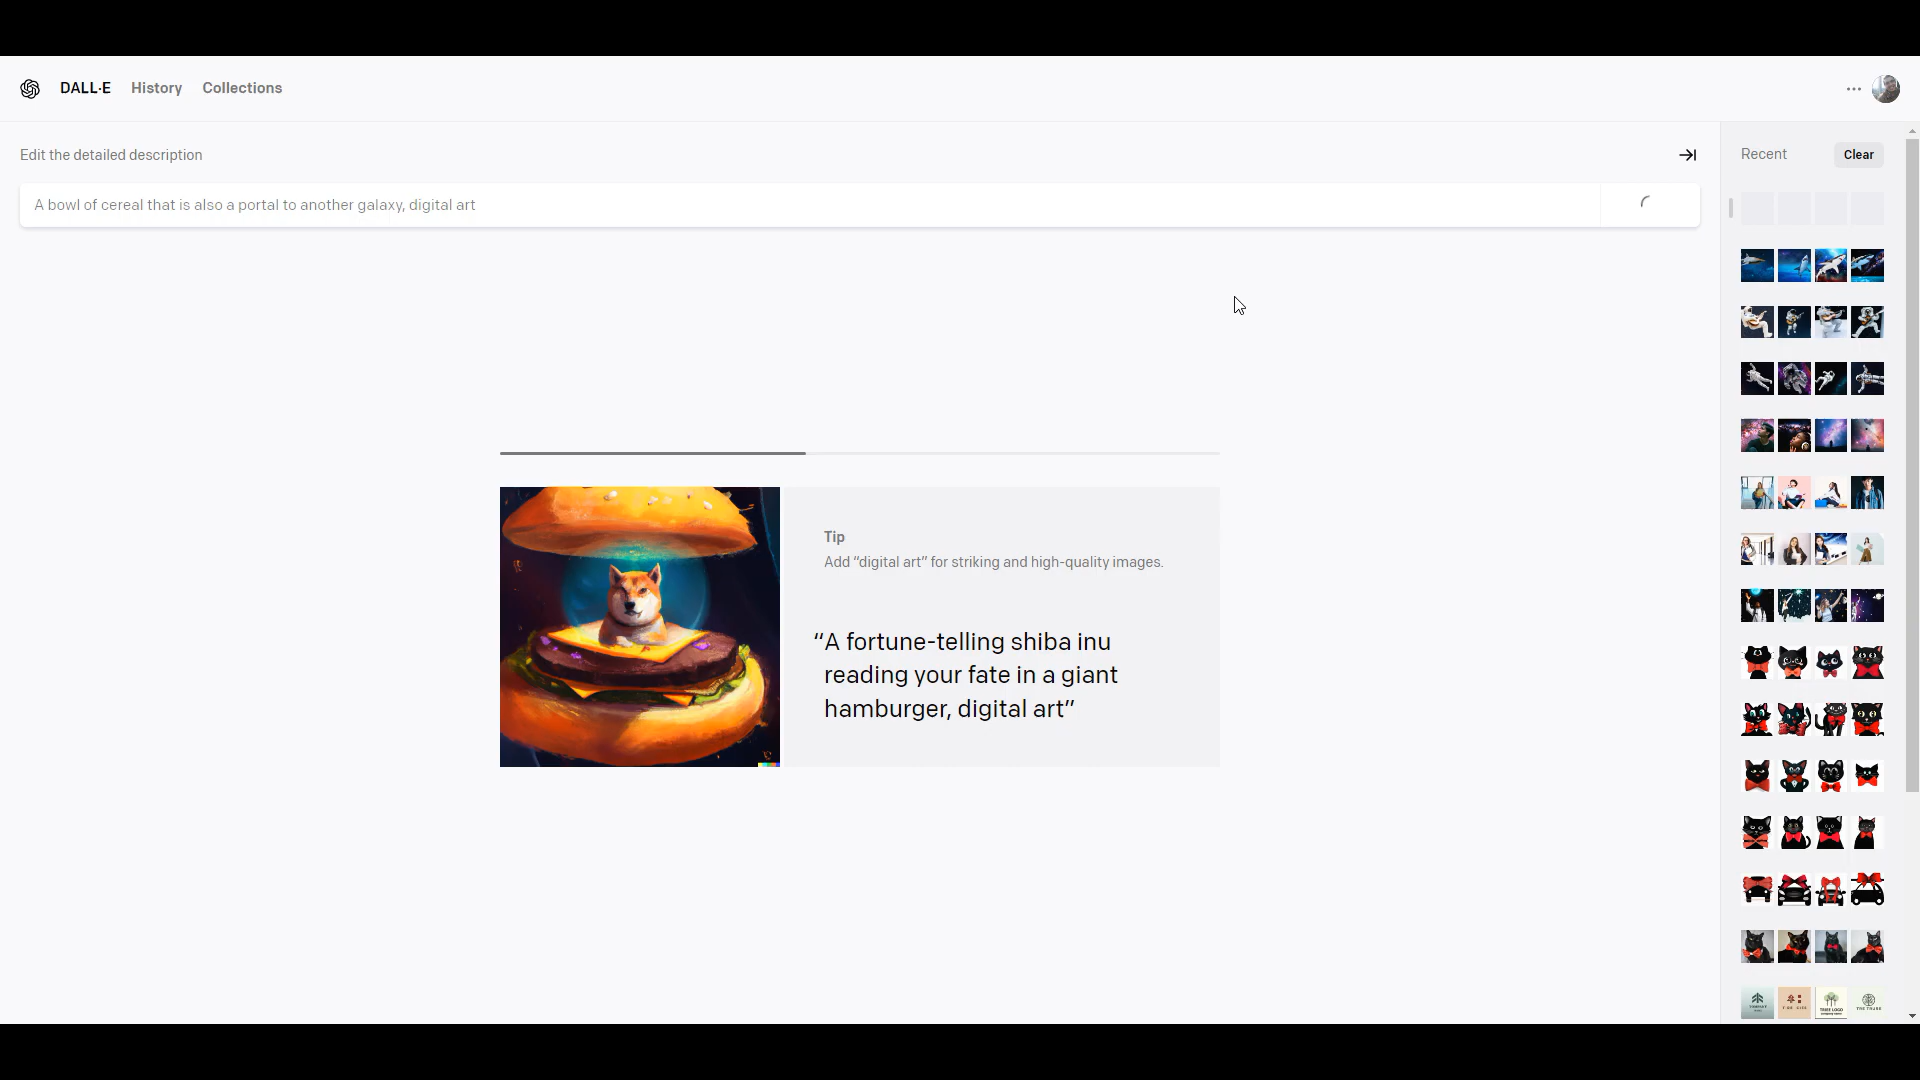 DALL·E History Collections
Edit the detailed description
Recent
Clear
A bowl of cereal that is also a portal to another galaxy, digital art
Tip
Add “digital art” for striking and high-quality images.
“A fortune-telling shiba inu
reading your fate in a giant
hamburger, digital art”